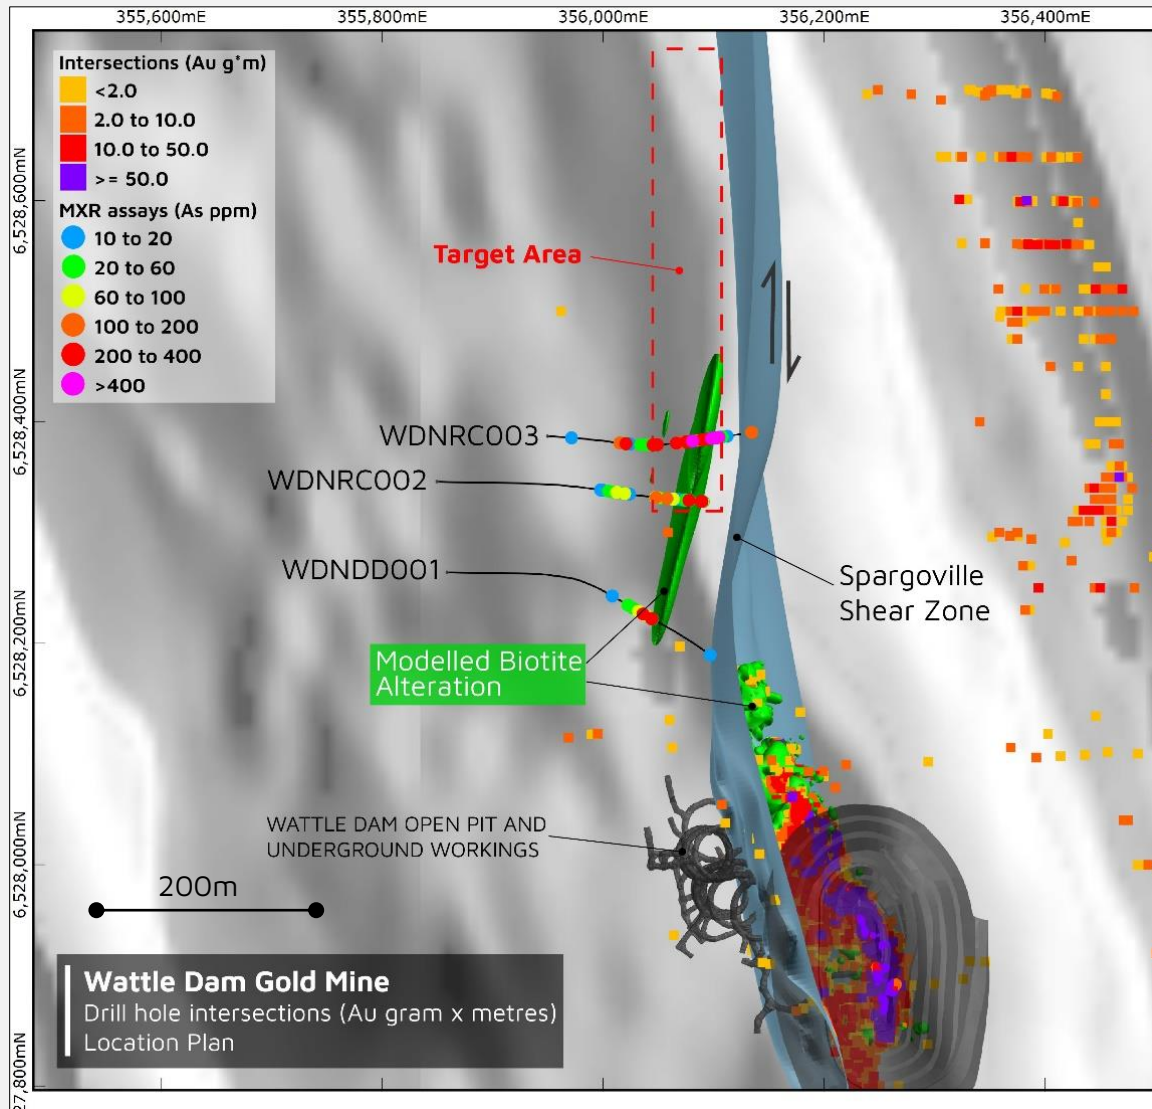 355,600mE 355,800mE 356,000mE 356,200mE 356,400mE
Intersections (Au g*m)
<2.0
2.0 to 10.0
10.0 to 50.0
>= 50.0
MXR assays (As ppm)
10 to 20
20 to 60
60 to 100
100 to 200
200 to 400
>400
6,528,600mN
Target Area
6,528,400mN
WDNRC003
WDNRC002
WDNDD001
Spargoville
Shear Zone
6,528,200mN
Modelled Biotite
Alteration
WATTLE DAM OPEN PIT AND
UNDERGROUND WORKINGS
6,528,000mN
200m
Wattle Dam Gold Mine
Drill hole intersections (Au gram x metres)
Location Plan
27,800mN